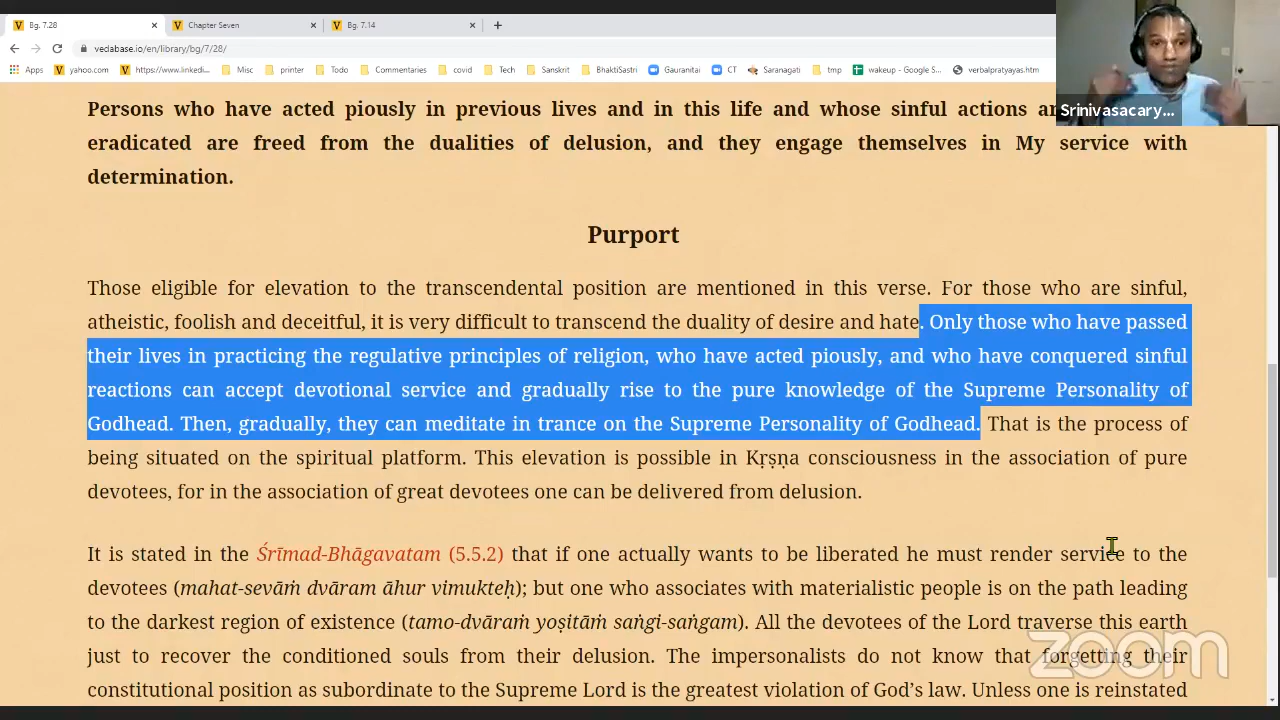 Bg. 7.28
Chapter Seven
Bg. 7.14
vedabase.io/en/library/bg/7/28/
Apps yahoo.com https://www.linkedi... Misc printer Todo Commentaries covid Tech Sanskrit BhaktiSastri Gauranitai CT Saranagati tmp wakeup - Google S... verbalpratyayas.htm
Srinivasacary...
Persons who have acted piously in previous lives and in this life and whose sinful actions
eradicated are freed from the dualities of delusion, and they engage themselves in My service with
determination.
Purport
Those eligible for elevation to the transcendental position are mentioned in this verse. For those who are sinful,
atheistic, foolish and deceitful, it is very difficult to transcend the duality of desire and hate. Only those who have passed
their lives in practicing the regulative principles of religion, who have acted piously, and who have conquered sinful
reactions can accept devotional service and gradually rise to the pure knowledge of the Supreme Personality of
Godhead. Then, gradually, they can meditate in trance on the Supreme Personality of Godhead. That is the process of
being situated on the spiritual platform. This elevation is possible in Kṛṣṇa consciousness in the association of pure
devotees, for in the association of great devotees one can be delivered from delusion.
It is stated in the Śrīmad-Bhāgavatam (5.5.2) that if one actually wants to be liberated he must render service to the
devotees (mahat-sevāṁ dvāram āhur vimukteḥ); but one who associates with materialistic people is on the path leading
to the darkest region of existence (tamo-dvāraṁ yoṣitāṁ saṅgi-saṅgam). All the devotees of the Lord traverse this earth
just to recover the conditioned souls from their delusion. The impersonalists do not know that forgetting their
constitutional position as subordinate to the Supreme Lord is the greatest violation of God's law. Unless one is reinstated
zoom